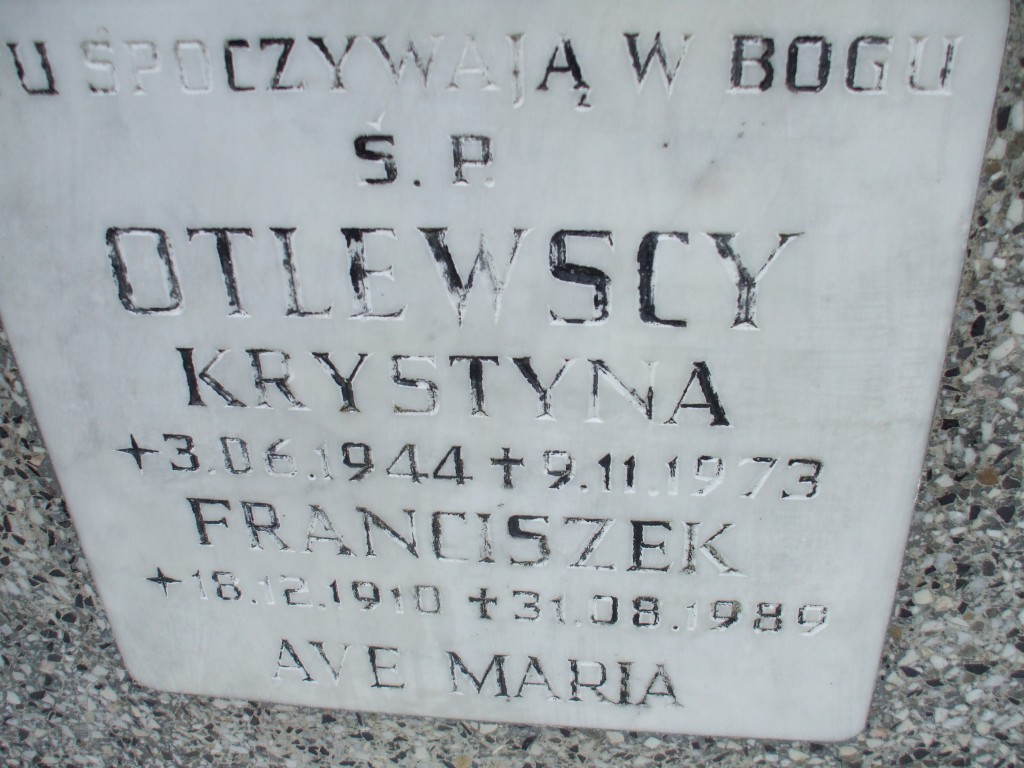 U SPOCZYWAJĄ W BOGU
Ś. P.
OTLEWSCY
KRYSTYNA
+3.06.1944 ✝9.11.1973
FRANCISZEK
+18.12.1910 ✝31.08.1989
AVE MARIA